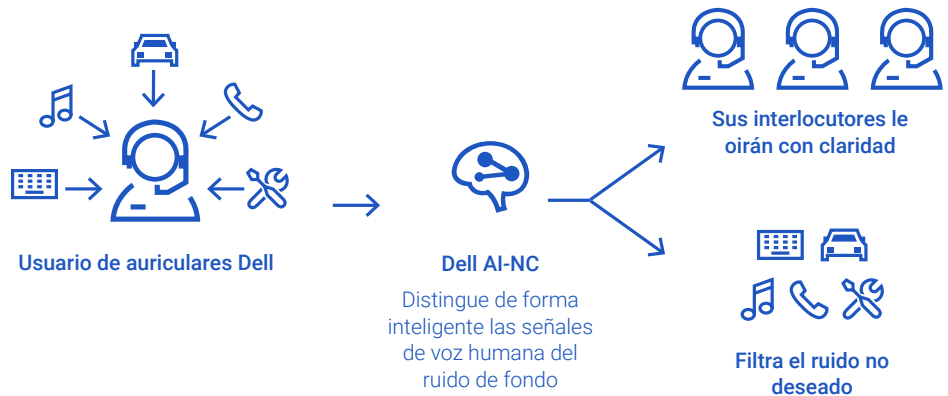 Usuario de auriculares Dell
Dell AI-NC
Distingue de forma
inteligente las señales
de voz humana del
ruido de fondo
Sus interlocutores le
oirán con claridad
Filtra el ruido no
deseado